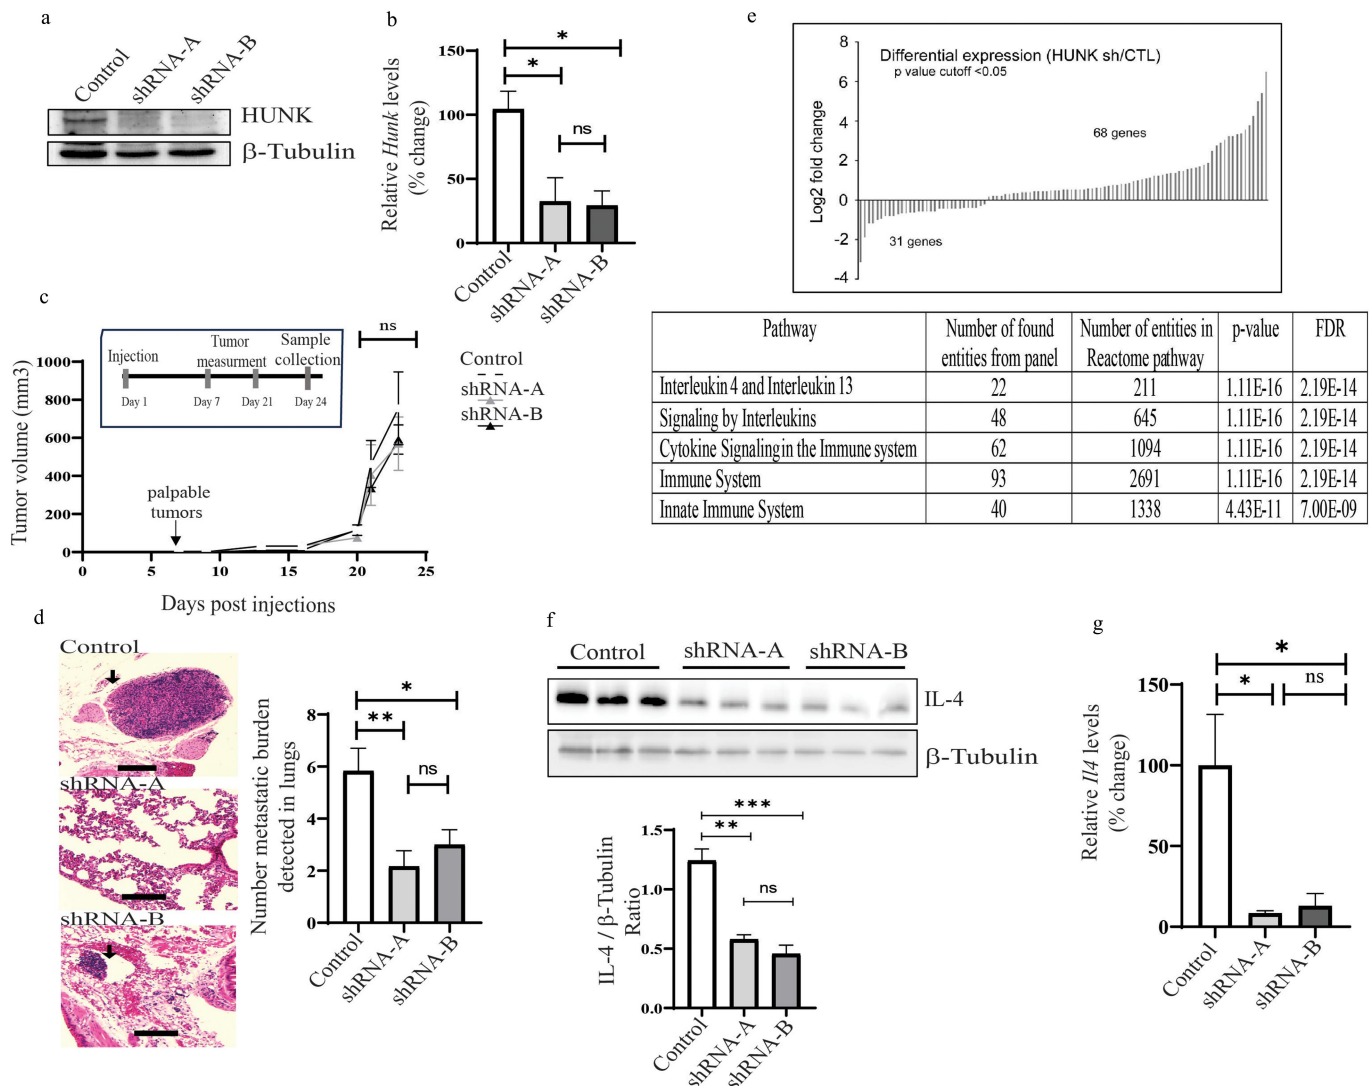 a
Control
shRNA-A
shRNA-B
HUNK
β-Tubulin
b
Relative Hunk levels
(% change)
150
100
50
0
*
*
ns
Control
shRNA-A
shRNA-B
c
Tumor volume (mm3)
1000
800
600
400
200
0
Injection
Tumor
measurment
Sample
collection
Day 1
Day 7
Day 21
Day 24
ns
palpable
tumors
0
5
10
15
20
25
Days post injections
Control
shRNA-A
shRNA-B
d
Control
shRNA-A
shRNA-B
Number metastatic burden
detected in lungs
8
6
4
2
0
*
**
ns
Control
shRNA-A
shRNA-B
e
Differential expression (HUNK sh/CTL)
p value cutoff <0.05
Log2 fold change
8
6
4
2
0
-2
-4
68 genes
31 genes
Pathway
Number of found
entities from panel
Number of entities in
Reactome pathway
p-value
FDR
Interleukin 4 and Interleukin 13 22 211 1.11E-16 2.19E-14
Signaling by Interleukins 48 645 1.11E-16 2.19E-14
Cytokine Signaling in the Immune system 62 1094 1.11E-16 2.19E-14
Immune System 93 2691 1.11E-16 2.19E-14
Innate Immune System 40 1338 4.43E-11 7.00E-09
f
Control
shRNA-A
shRNA-B
IL-4
β-Tubulin
IL-4 / β-Tubulin
Ratio
1.5
1.0
0.5
0.0
***
**
ns
Control
shRNA-A
shRNA-B
g
Relative Il4 levels
(% change)
150
100
50
0
*
*
ns
Control
shRNA-A
shRNA-B